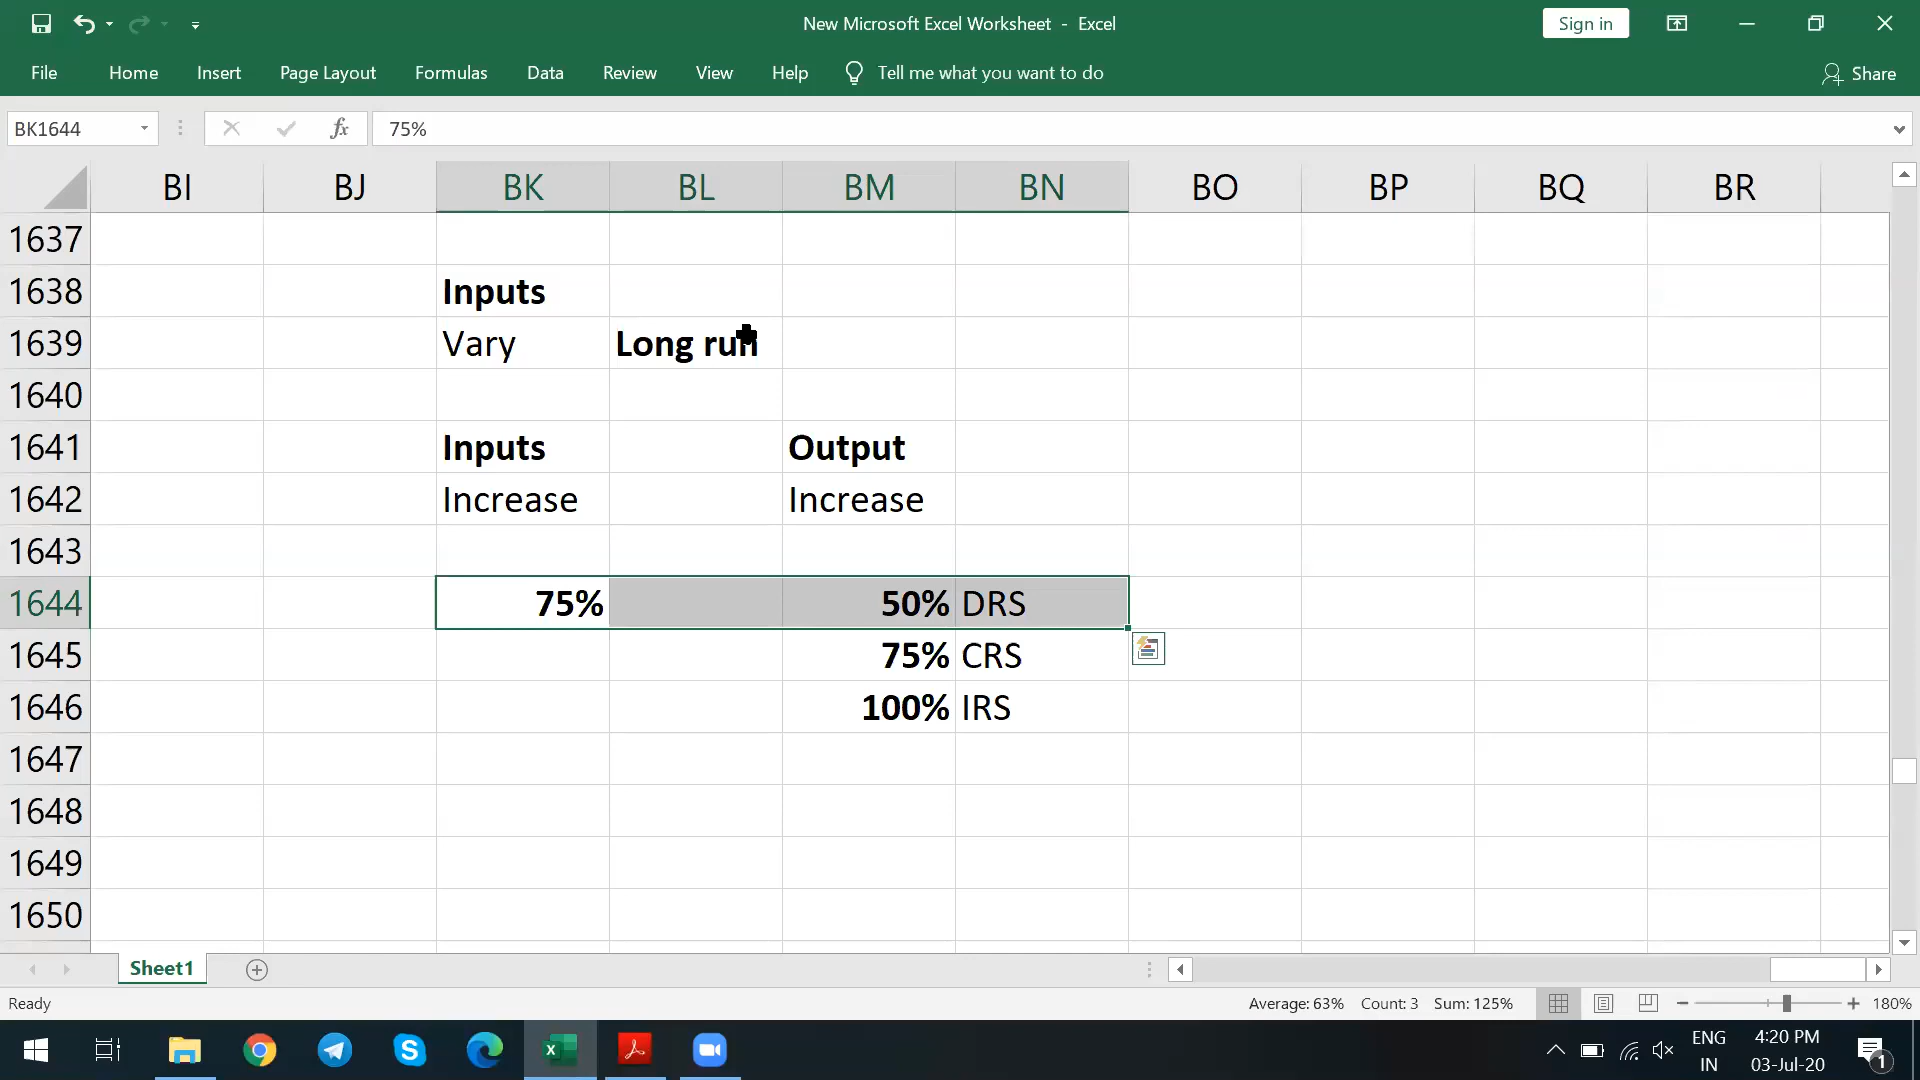 New Microsoft Excel Worksheet - Excel
Sign in
File Home Insert Page Layout Formulas Data Review View Help Tell me what you want to do
Share
BK1644 fx 75%
BI BJ BK BL BM BN BO BP BQ BR
1637
1638 Inputs
1639 Vary Long run
1640
1641 Inputs Output
1642 Increase Increase
1643
1644 75% 50% DRS
1645 75% CRS
1646 100% IRS
1647
1648
1649
1650
Sheet1
Ready Average: 63% Count: 3 Sum: 125% 180%
ENG 4:20 PM
IN 03-Jul-20 1